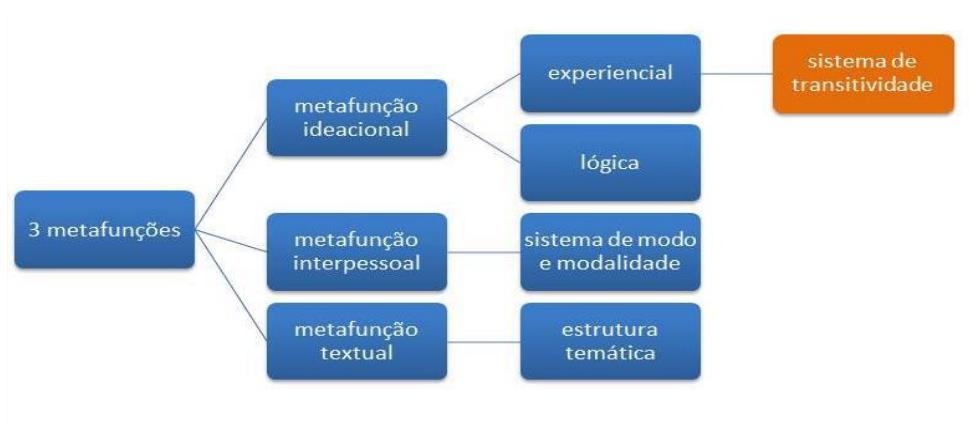 3 metafunções
metafunção
ideacional
experiencial
sistema de
transitividade
lógica
metafunção
interpessoal
sistema de modo
e modalidade
metafunção
textual
estrutura
temática